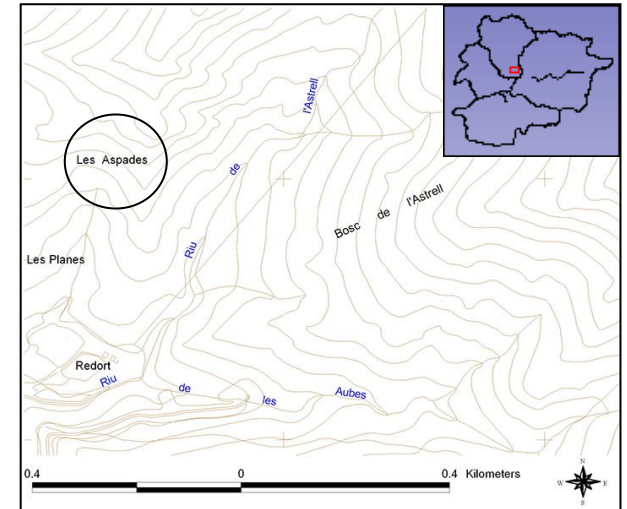 Riu de l'Astrell
Les Aspades
Bosc de l'Astrell
Les Planes
Redort
Riu de les Aubes
0.4 0 0.4 Kilometers
N
W E
S